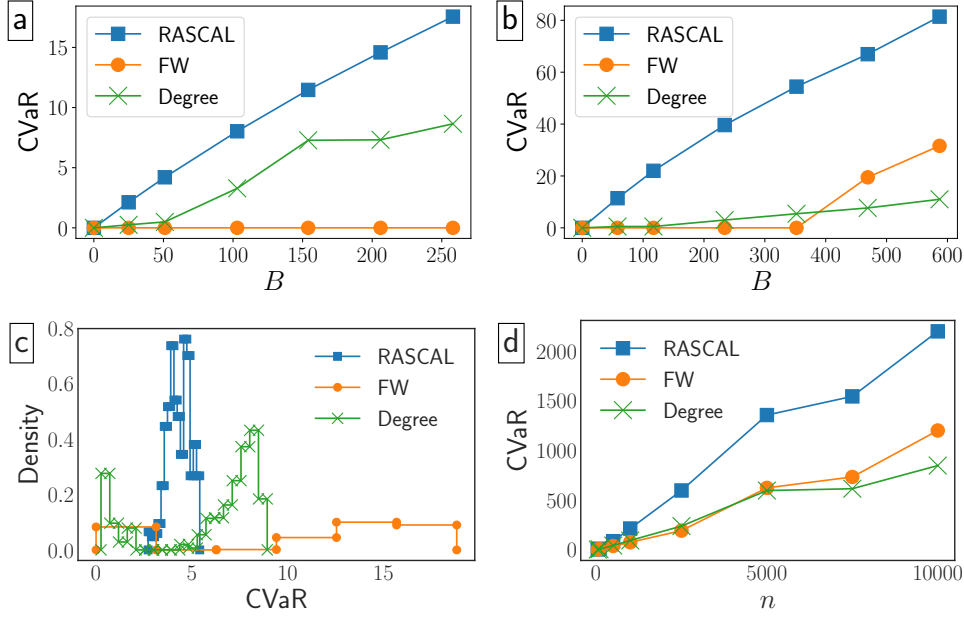 a
CVaR
15
10
5
0
RASCAL
FW
Degree
0 50 100 150 200 250
B
b
CVaR
80
60
40
20
0
RASCAL
FW
Degree
0 100 200 300 400 500 600
B
c
Density
0.8
0.6
0.4
0.2
0.0
RASCAL
FW
Degree
0 5 10 15
CVaR
d
CVaR
2000
1500
1000
500
0
RASCAL
FW
Degree
0 5000 10000
n